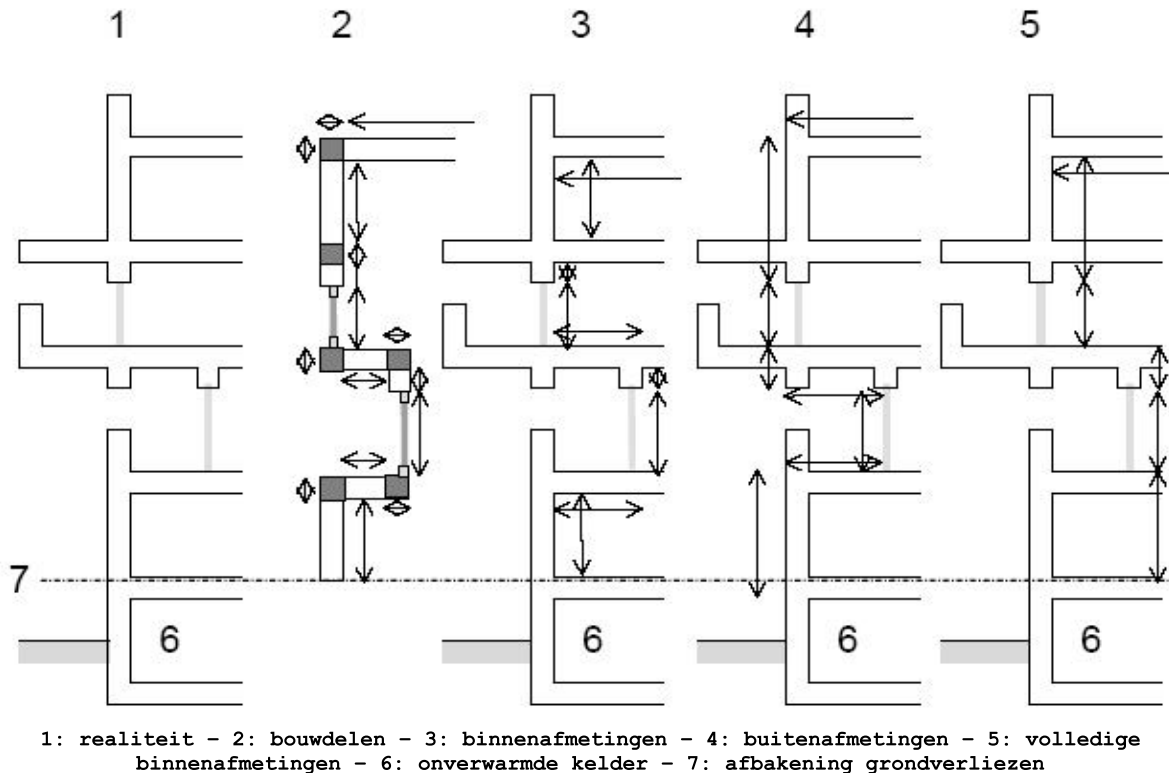 1 2 3 4 5
7
6 6 6 6
1: realiteit – 2: bouwdelen – 3: binnenafmetingen – 4: buitenafmetingen – 5: volledige
binnenafmetingen – 6: onverwarmde kelder – 7: afbakening grondverliezen